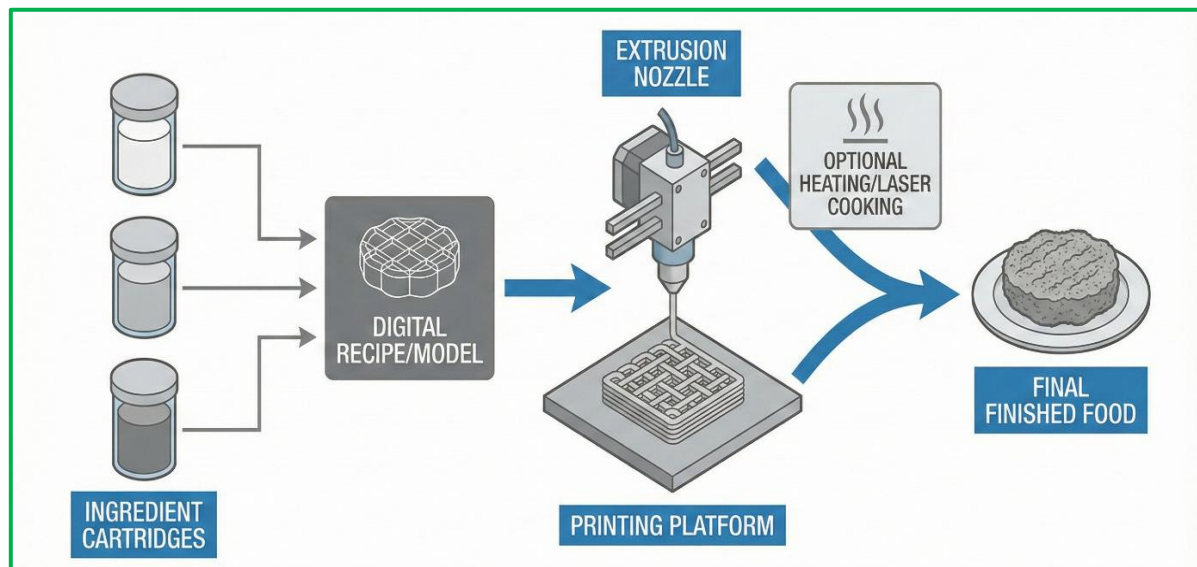 INGREDIENT
CARTRIDGES
DIGITAL
RECIPE/MODEL
EXTRUSION
NOZZLE
PRINTING PLATFORM
OPTIONAL
HEATING/LASER
COOKING
FINAL
FINISHED FOOD